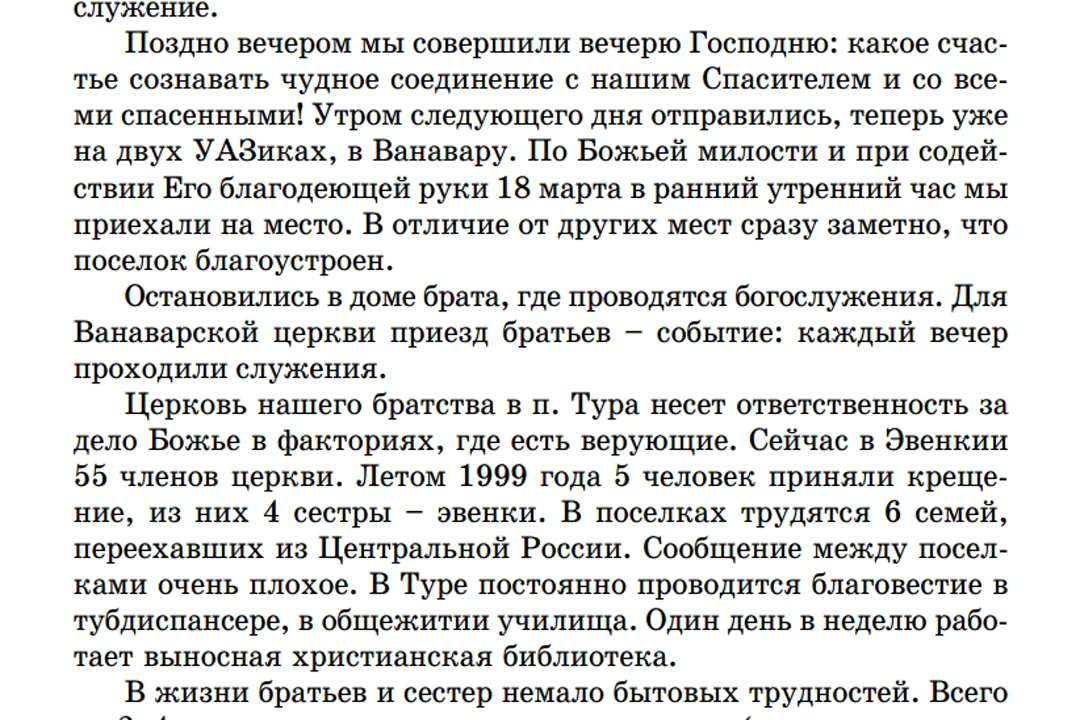 служение.
Поздно вечером мы совершили вечерю Господню: какое счас-
тье сознавать чудное соединение с нашим Спасителем и со все-
ми спасенными! Утром следующего дня отправились, теперь уже
на двух УАЗиках, в Ванавару. По Божьей милости и при содей-
ствии Его благодеющей руки 18 марта в ранний утренний час мы
приехали на место. В отличие от других мест сразу заметно, что
поселок благоустроен.
Остановились в доме брата, где проводятся богослужения. Для
Ванаварской церкви приезд братьев – событие: каждый вечер
проходили служения.
Церковь нашего братства в п. Тура несет ответственность за
дело Божье в факториях, где есть верующие. Сейчас в Эвенкии
55 членов церкви. Летом 1999 года 5 человек приняли креще-
ние, из них 4 сестры – эвенки. В поселках трудятся 6 семей,
переехавших из Центральной России. Сообщение между посел-
ками очень плохое. В Туре постоянно проводится благовестие в
тубдиспансере, в общежитии училища. Один день в неделю рабо-
тает выносная христианская библиотека.
В жизни братьев и сестер немало бытовых трудностей. Всего